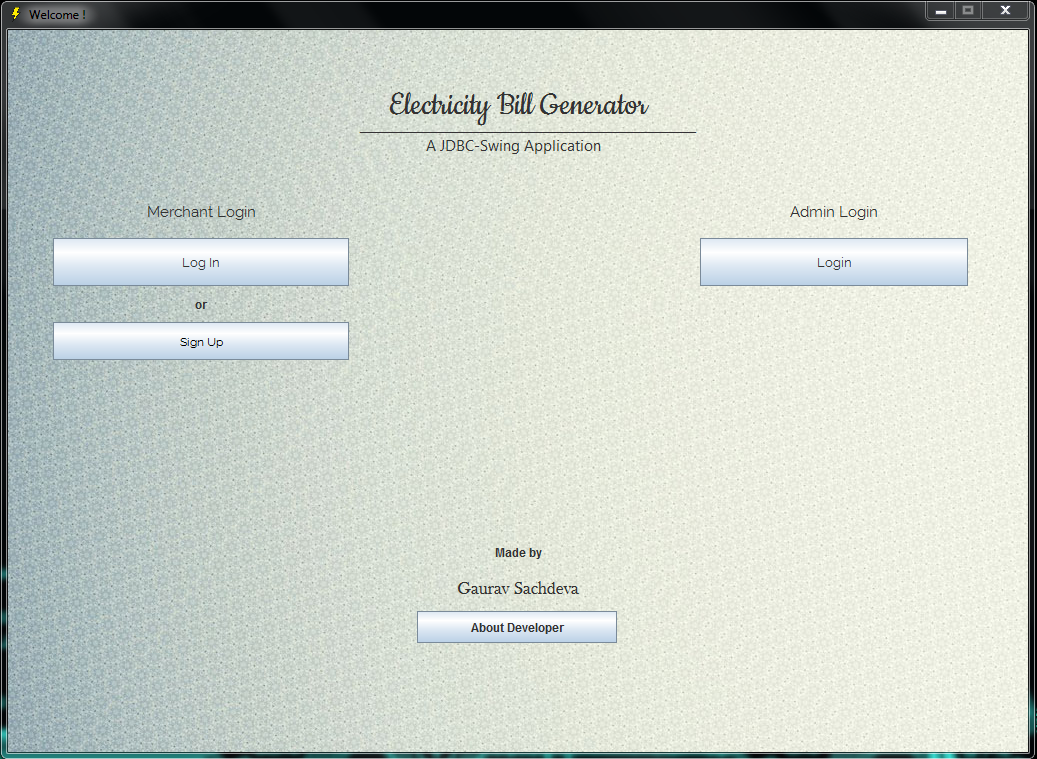 Welcome !
Electricity Bill Generator
A JDBC-Swing Application
Merchant Login
Log In
or
Sign Up
Admin Login
Login
Made by
Gaurav Sachdeva
About Developer